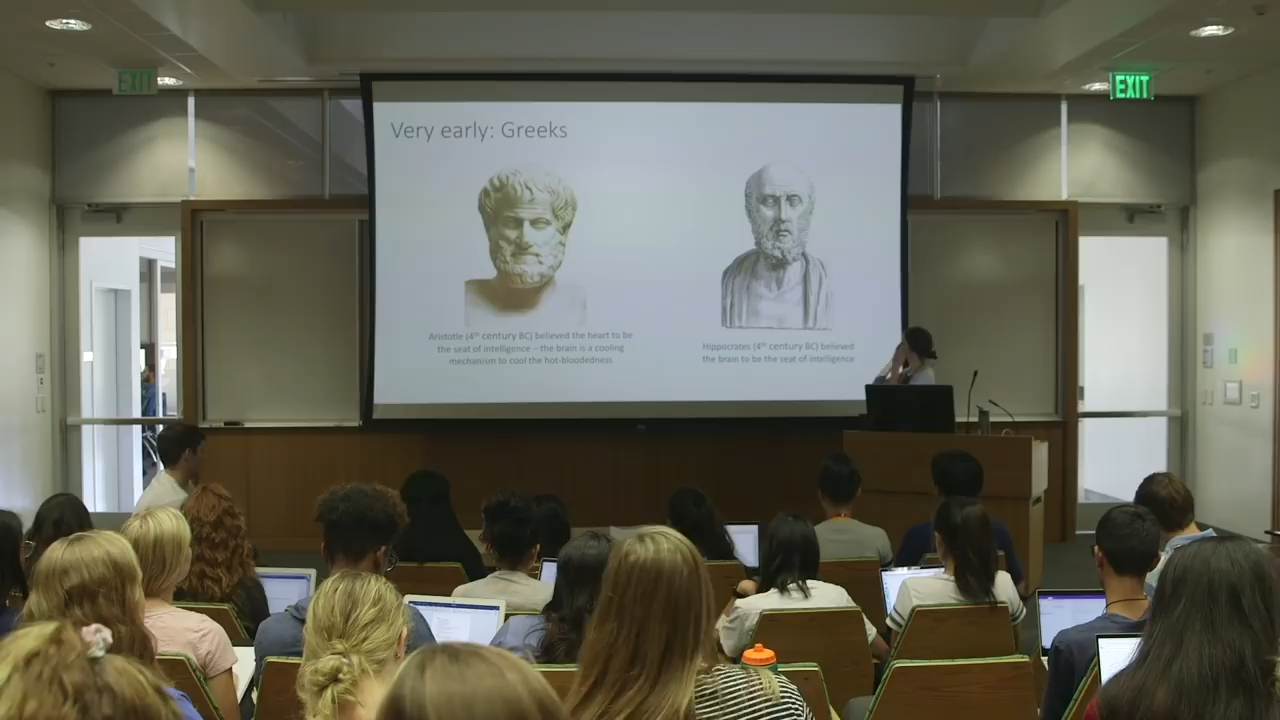 EXIT
EXIT
Very early: Greeks
Aristotle (4th century BC) believed the heart to be
the seat of intelligence – the brain is a cooling
mechanism to cool the hot-bloodedness
Hippocrates (4th century BC) believed
the brain to be the seat of intelligence